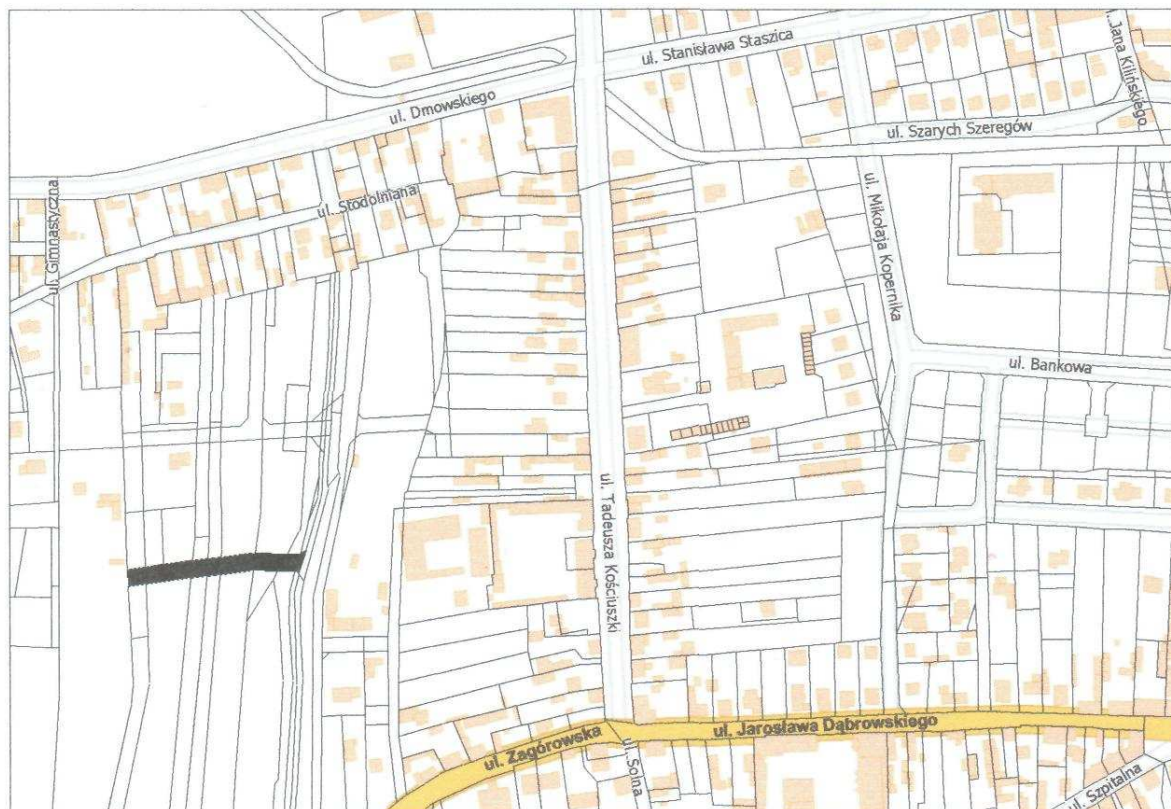 ul. Stanisława Staszica
ul. Jana Kilińskiego
ul. Dmowskiego
ul. Szarych Szeregów
ul. Stodolniana
ul. Gimnastyczna
ul. Mikołaja Kopernika
ul. Bankowa
ul. Tadeusza Kościuszki
ul. Jarosława Dąbrowskiego
ul. Zagórowska
ul. Solna
ul. Szpitalna